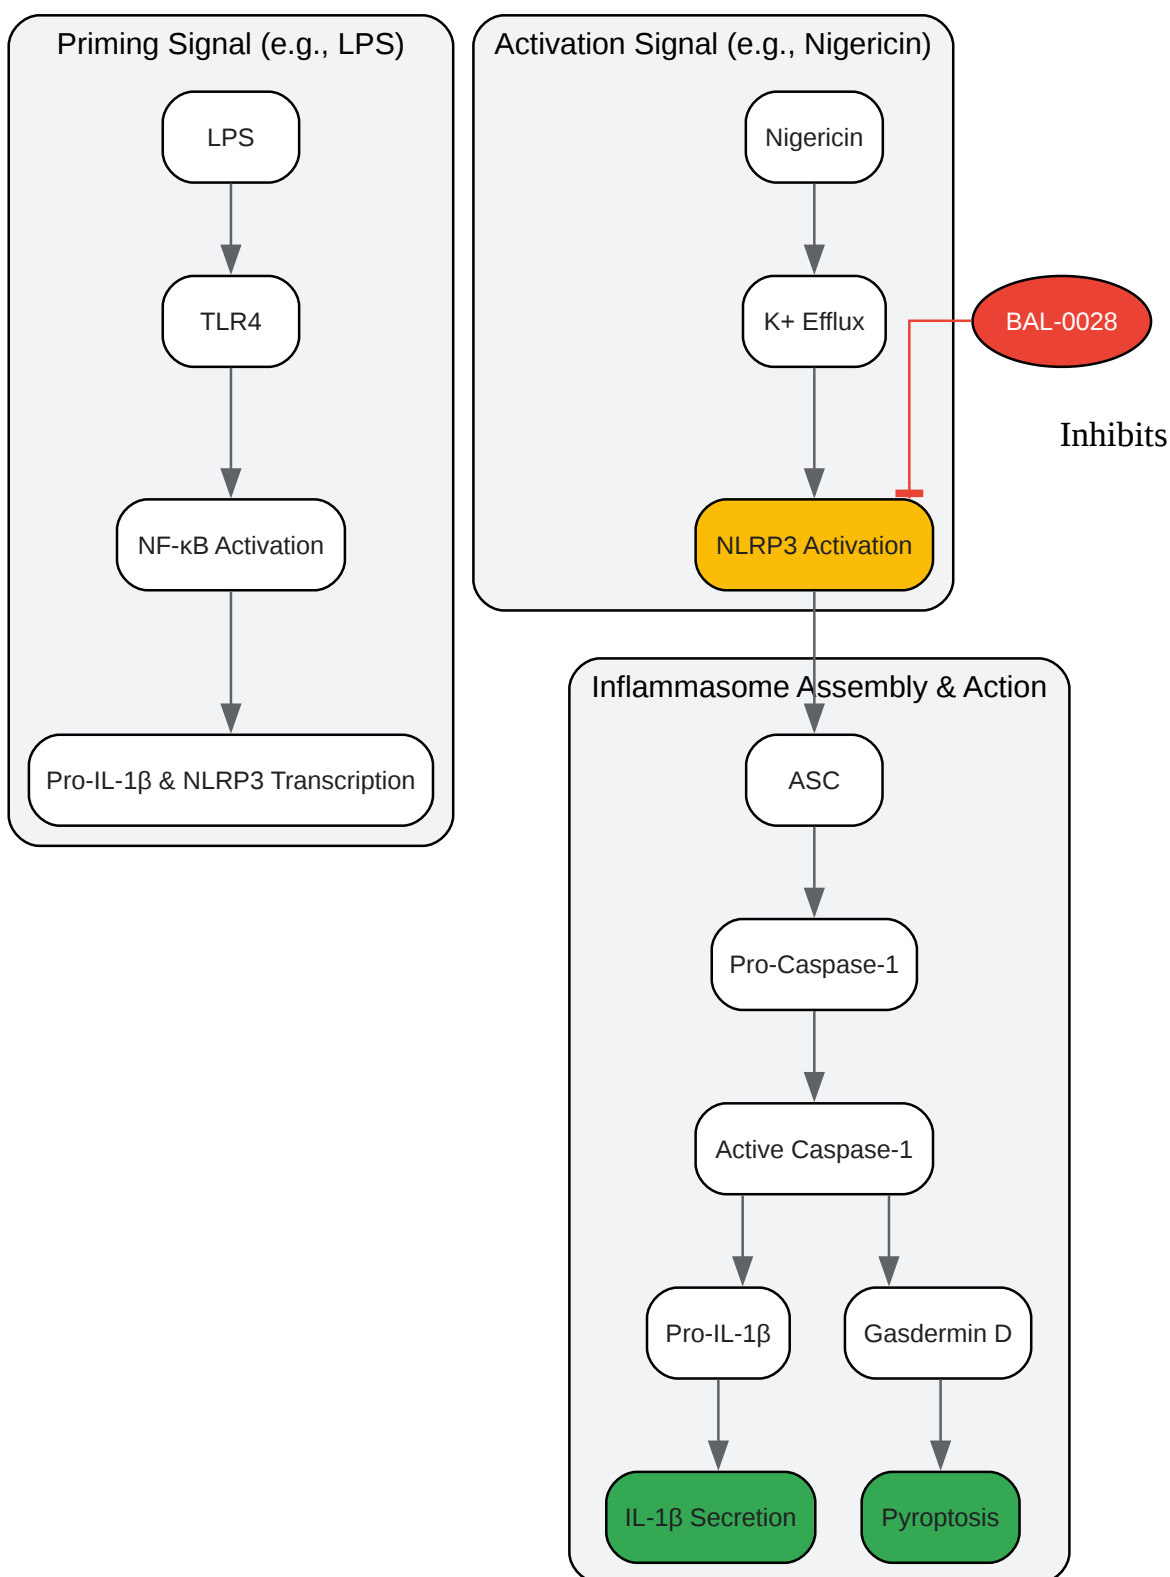 Priming Signal (e.g., LPS)
LPS
TLR4
NF-κB Activation
Pro-IL-1β & NLRP3 Transcription
Activation Signal (e.g., Nigericin)
Nigericin
K+ Efflux
BAL-0028
Inhibits
NLRP3 Activation
Inflammasome Assembly & Action
ASC
Pro-Caspase-1
Active Caspase-1
Pro-IL-1β
Gasdermin D
IL-1β Secretion
Pyroptosis